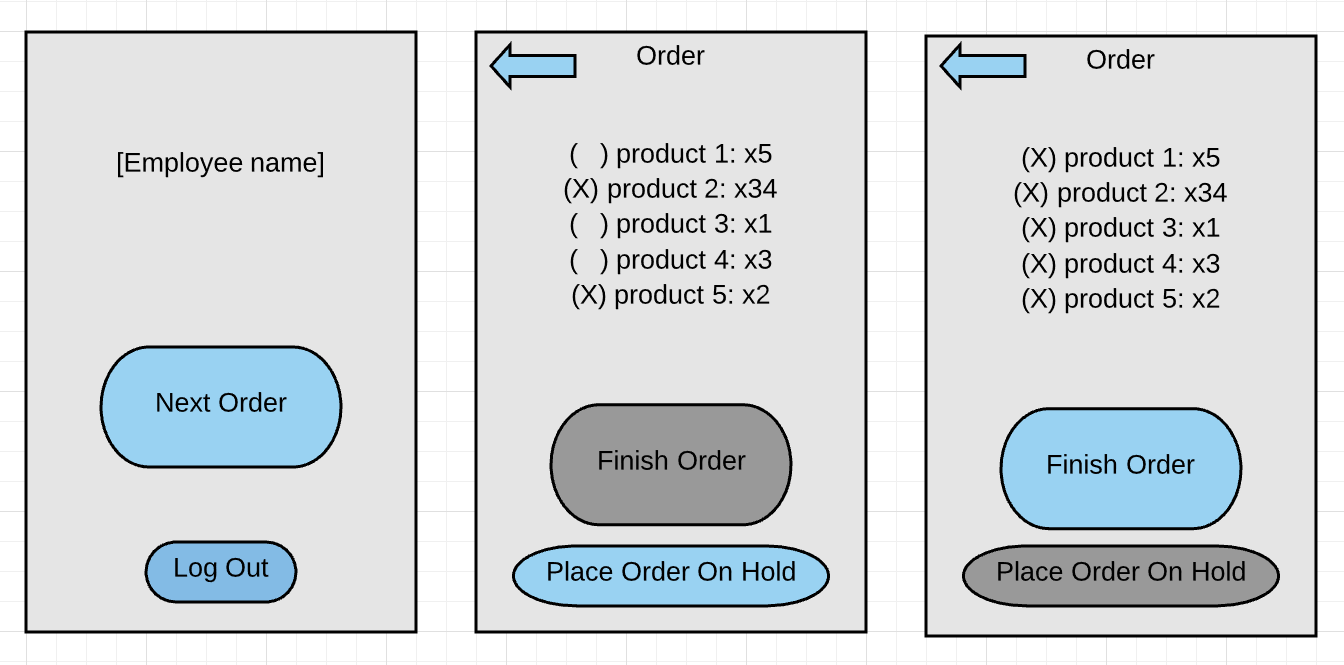 [Employee name]
Next Order
Log Out
Order
( ) product 1: x5
(X) product 2: x34
( ) product 3: x1
( ) product 4: x3
(X) product 5: x2
Finish Order
Place Order On Hold
Order
(X) product 1: x5
(X) product 2: x34
(X) product 3: x1
(X) product 4: x3
(X) product 5: x2
Finish Order
Place Order On Hold